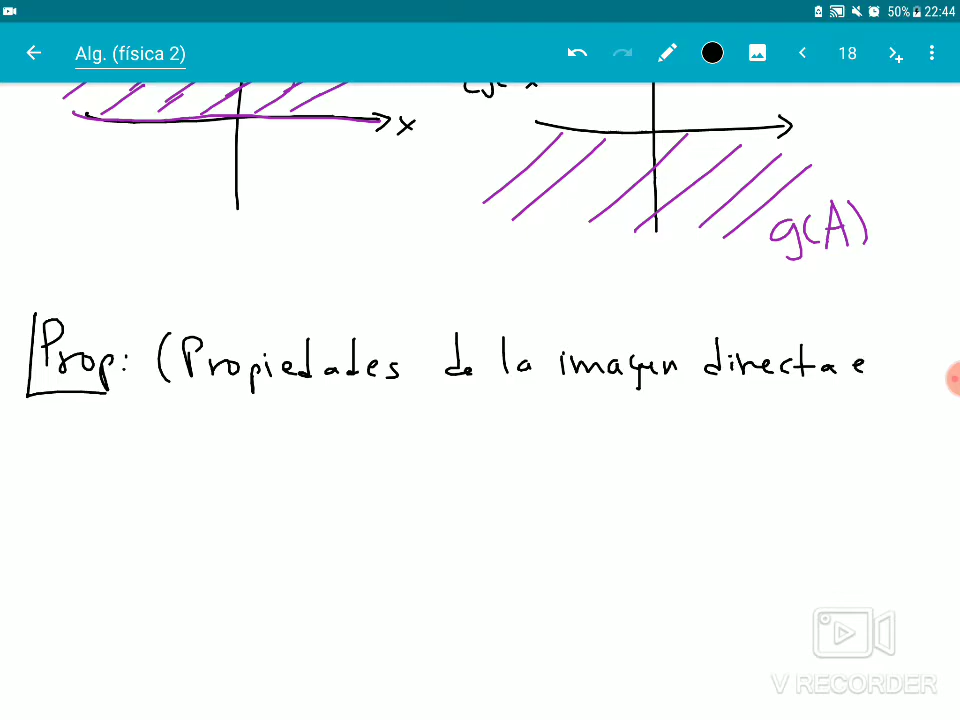 50% 22:44
Alg. (física 2)
18
x
g(A)
Prop: (Propiedades de la imagen directa e
V RECORDER